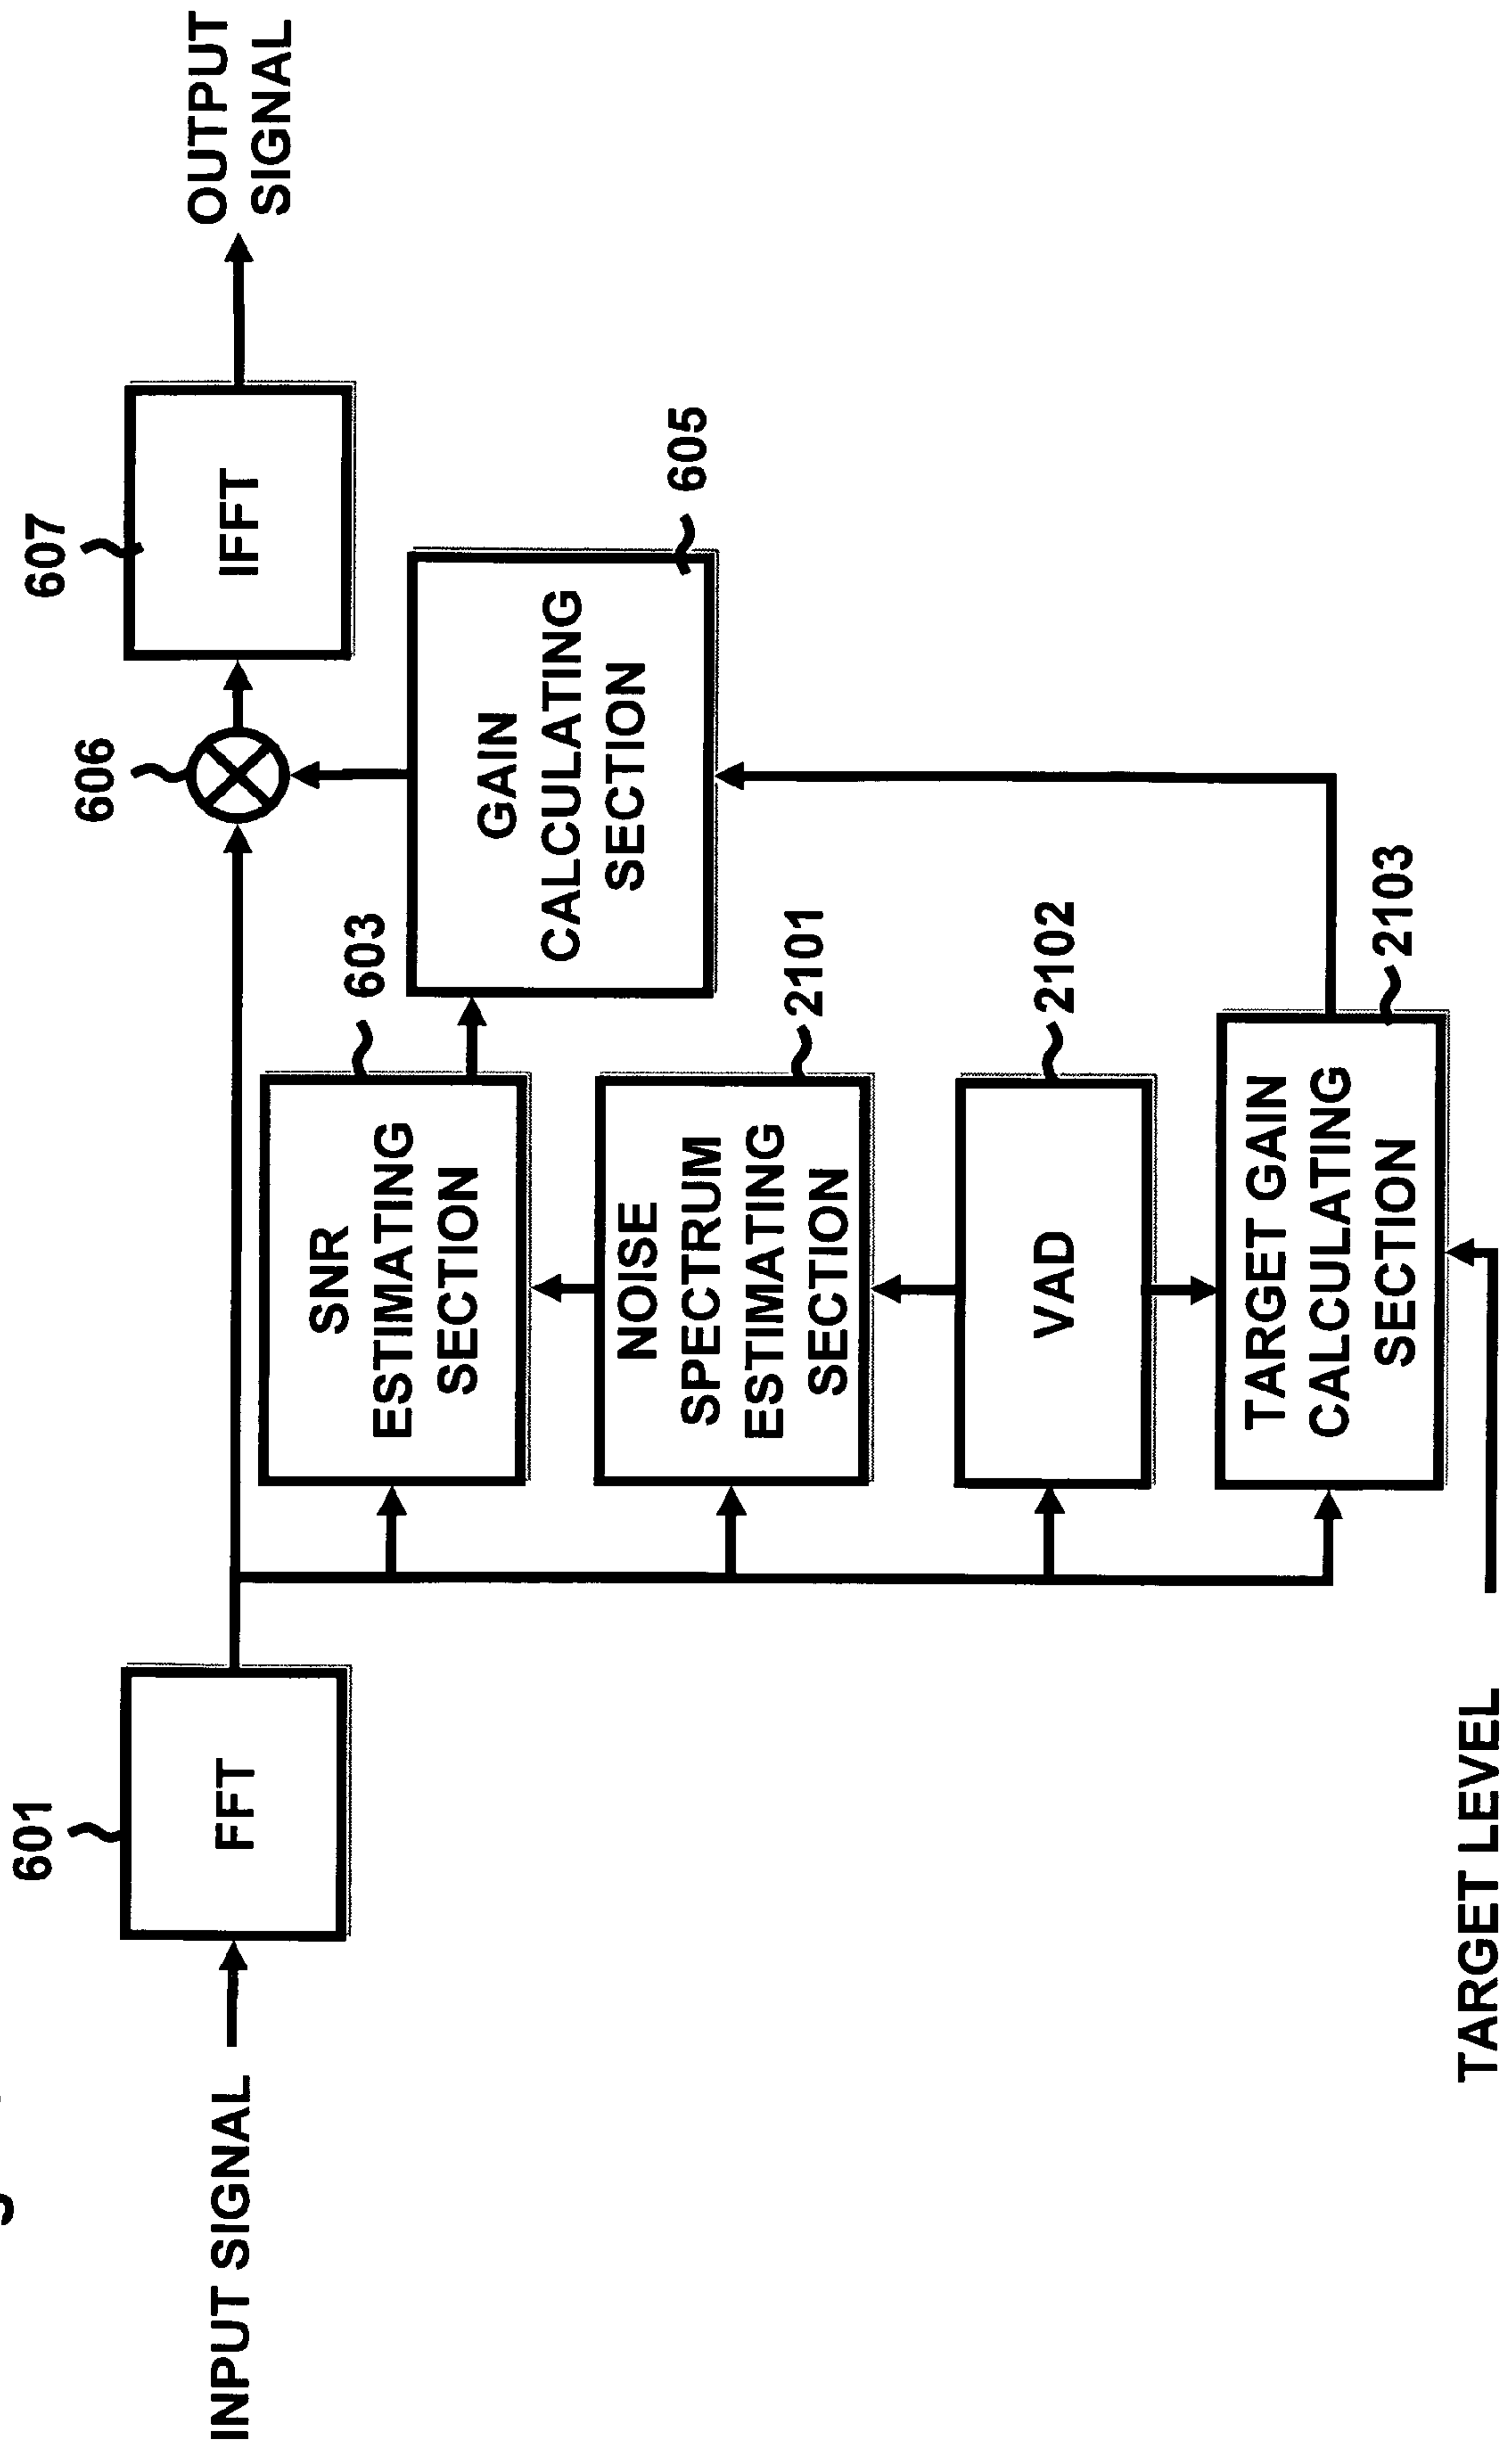 601
FFT
INPUT SIGNAL
606
607
IFFT
OUTPUT
SIGNAL
603
SNR
ESTIMATING
SECTION
GAIN
CALCULATING
SECTION
605
NOISE
SPECTRUM
ESTIMATING
SECTION
2101
VAD
2102
TARGET GAIN
CALCULATING
SECTION
2103
TARGET LEVEL